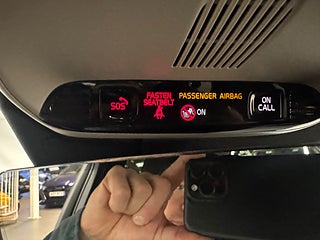 SOS
FASTEN
SEATBELT
PASSENGER AIRBAG
ON
ON
CALL